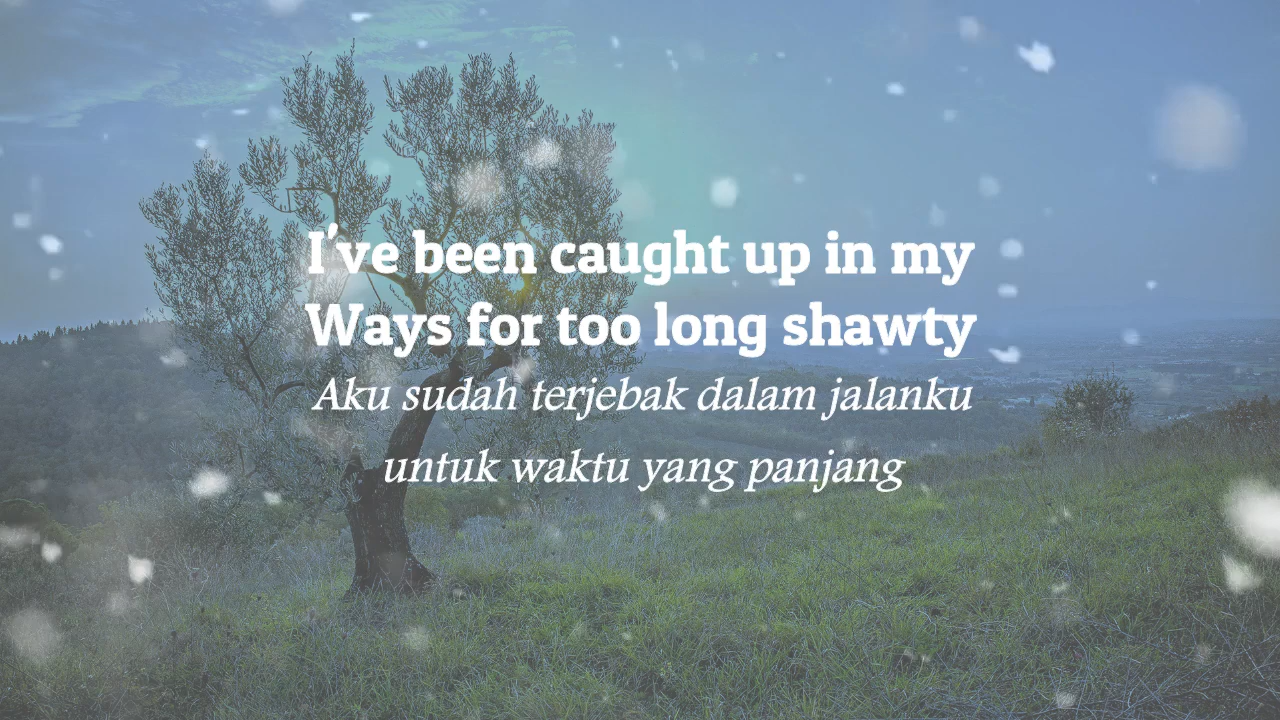 I've been caught up in my
Ways for too long shawty
Aku sudah terjebak dalam jalanku
untuk waktu yang panjang